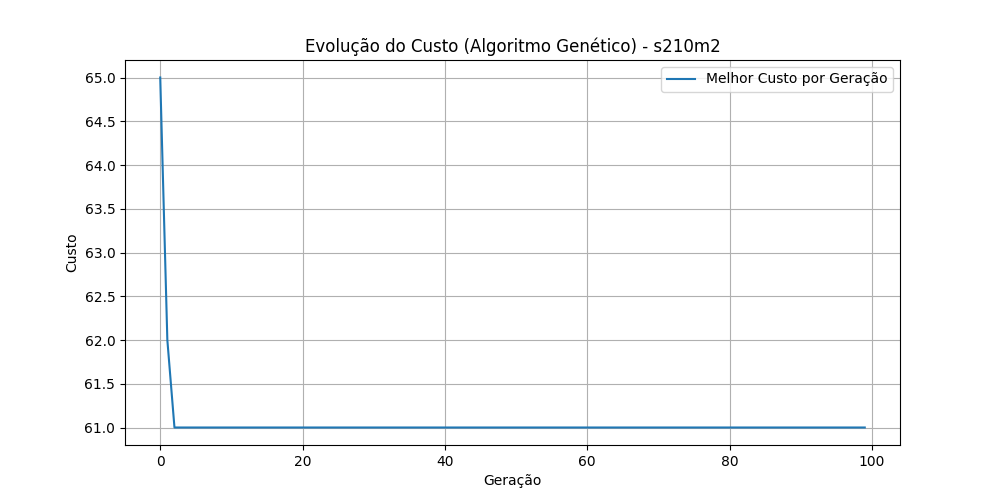 Evolução do Custo (Algoritmo Genético) - s210m2
Melhor Custo por Geração
65.0
64.5
64.0
63.5
63.0
62.5
62.0
61.5
61.0
Custo
0 20 40 60 80 100
Geração